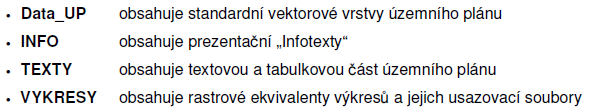 • Data_UP obsahuje standardní vektorové vrstvy územního plánu
• INFO obsahuje prezentační „Infotexty“
• TEXTY obsahuje textovou a tabulkovou část územního plánu
• VYKRESY obsahuje rastrové ekvivalenty výkresů a jejich usazovací soubory